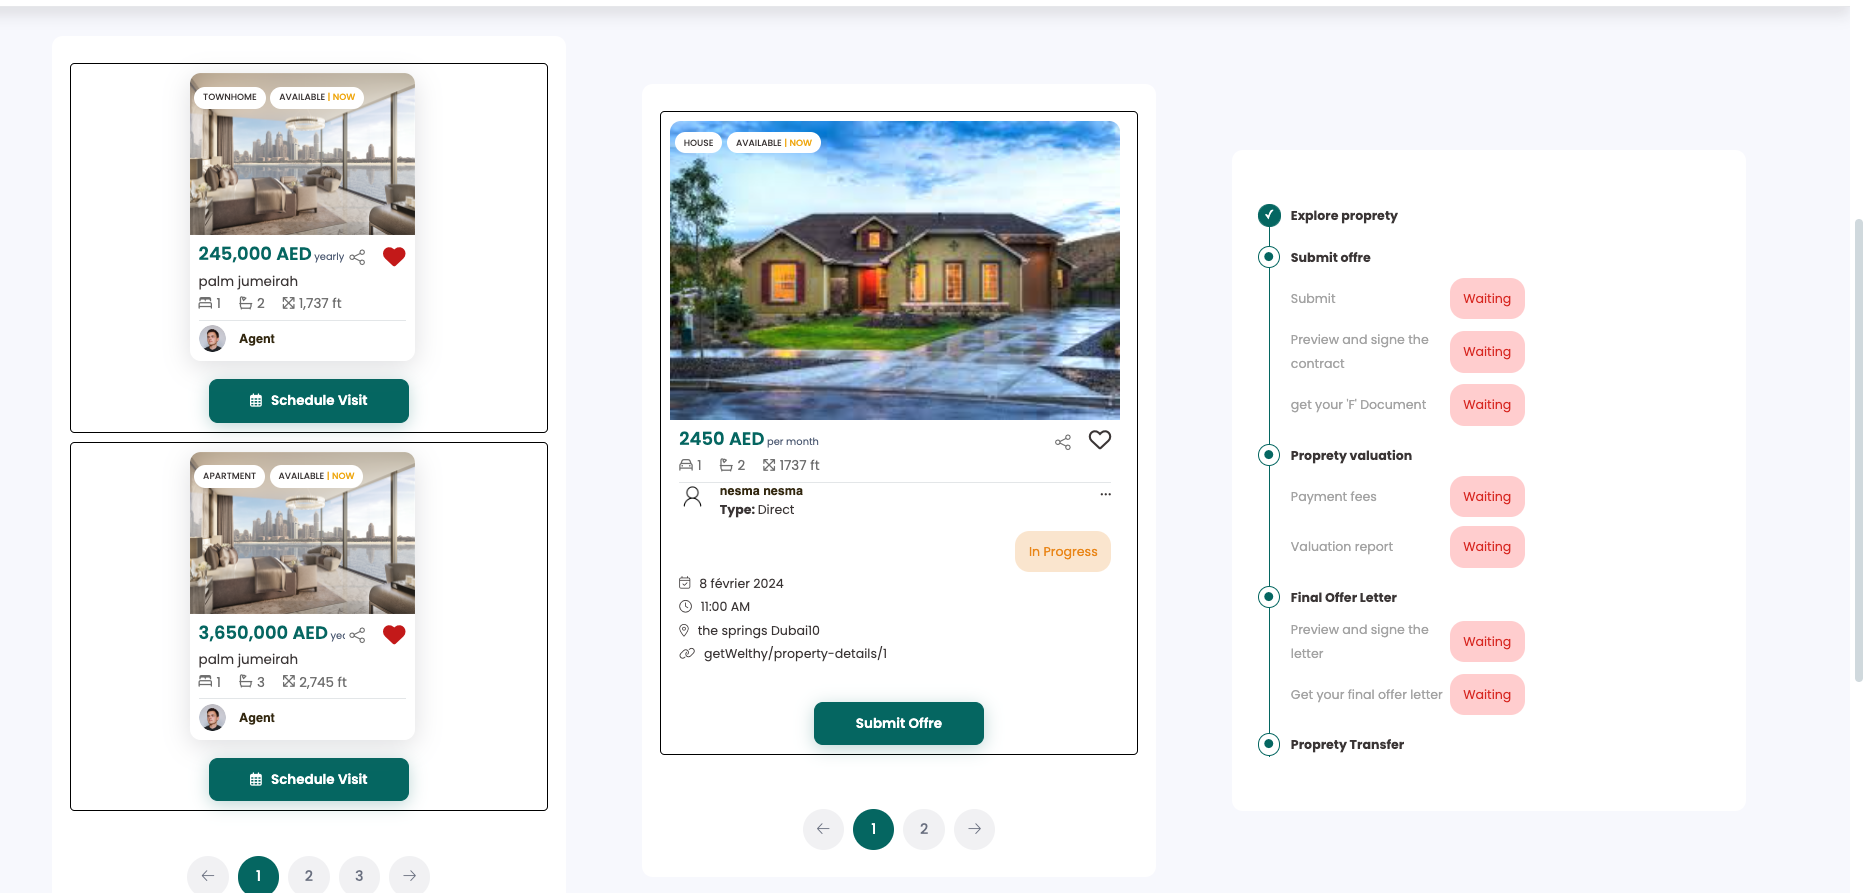 TOWNHOME
AVAILABLE | NOW
245,000 AED yearly
palm jumeirah
1 2 1,737 ft
Agent
Schedule Visit
APARTMENT
AVAILABLE | NOW
3,650,000 AED
palm jumeirah
1 3 2,745 ft
Agent
Schedule Visit
← 1 2 3 →
HOUSE
AVAILABLE | NOW
2450 AED per month
1 2 1737 ft
nesma nesma
...
Type: Direct
In Progress
8 février 2024
11:00 AM
the springs Dubai10
getWelthy/property-details/1
Submit Offre
← 1 2 →
Explore proprety
Submit offre
Submit
Waiting
Preview and signe the
contract
Waiting
get your 'F' Document
Waiting
Proprety valuation
Payment fees
Waiting
Valuation report
Waiting
Final Offer Letter
Preview and signe the
letter
Waiting
Get your final offer letter
Waiting
Proprety Transfer